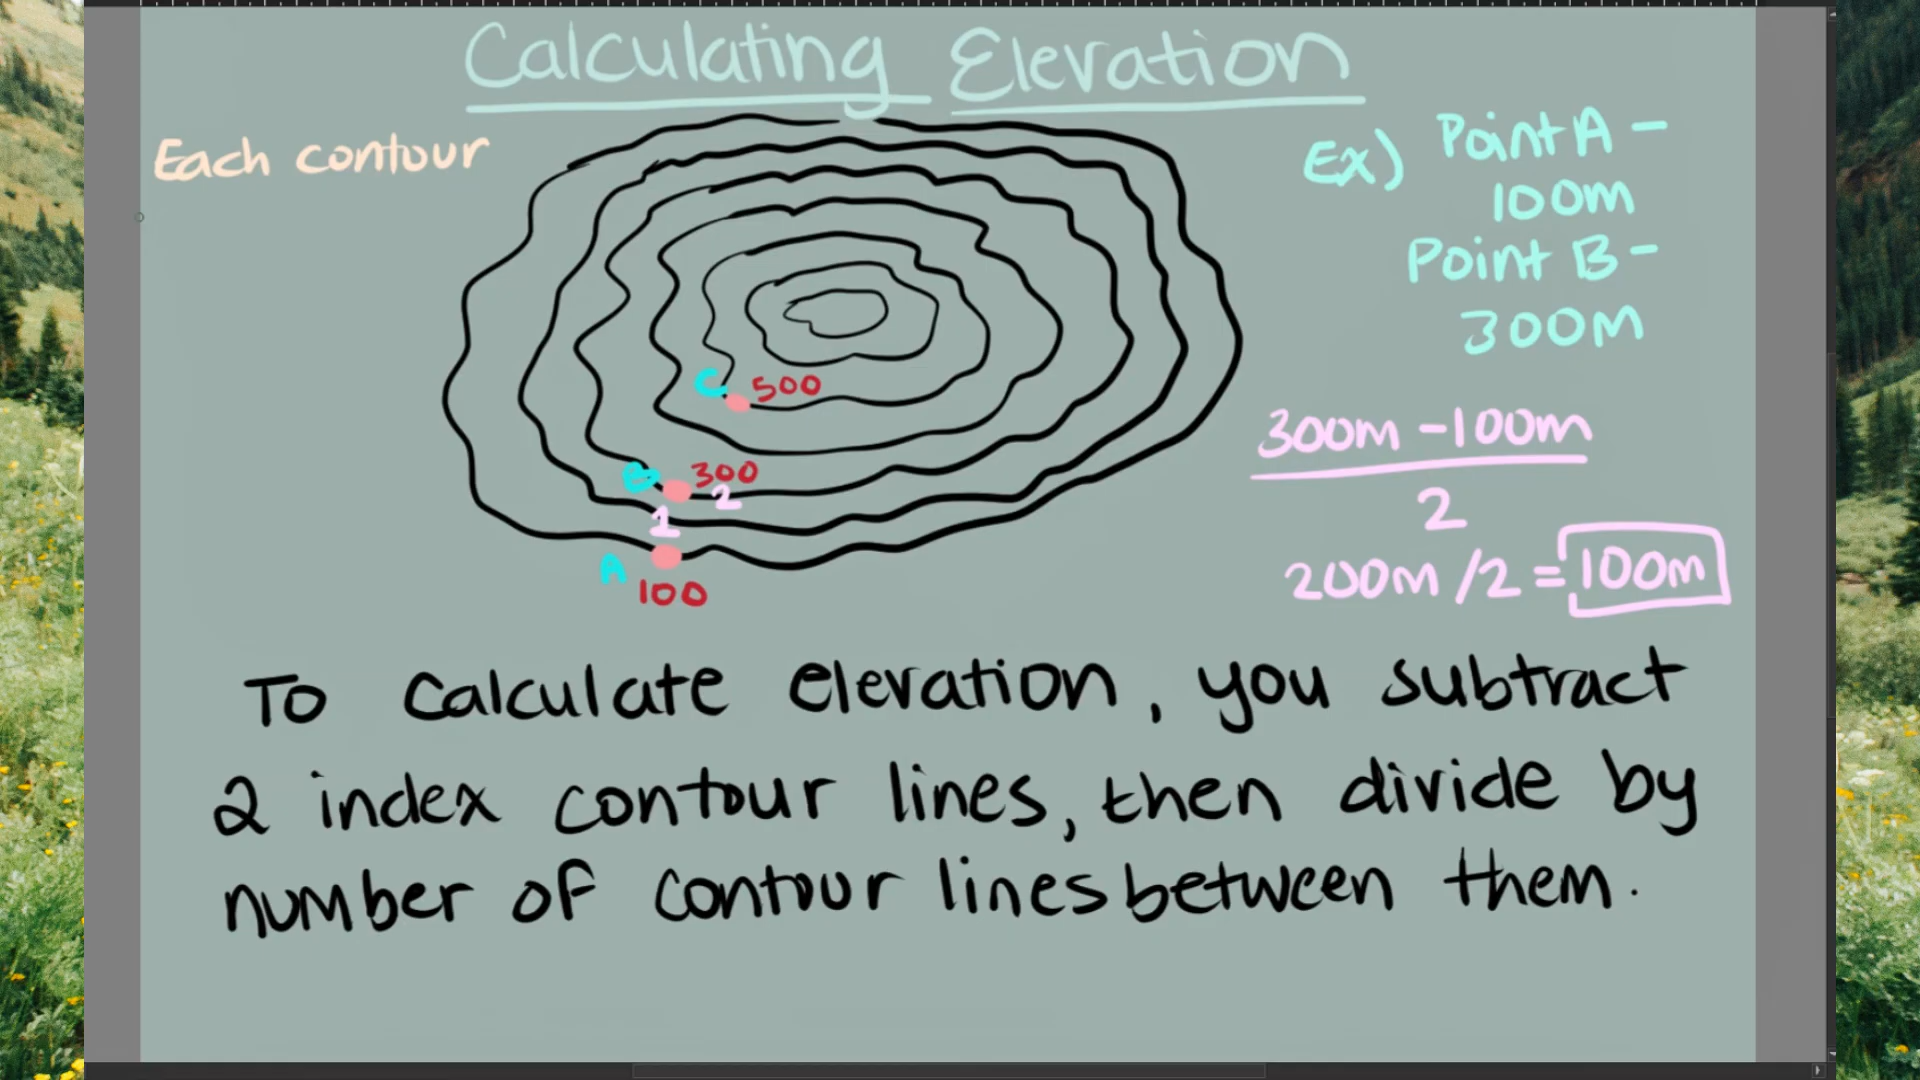 Calculating Elevation
Each contour
Ex) Point A -
100m
Point B -
300m
C 500
B 300
2
1
A
100
300m - 100m
2
200m / 2 = 100m
To calculate elevation, you subtract
2 index contour lines, then divide by
number of contour lines between them.